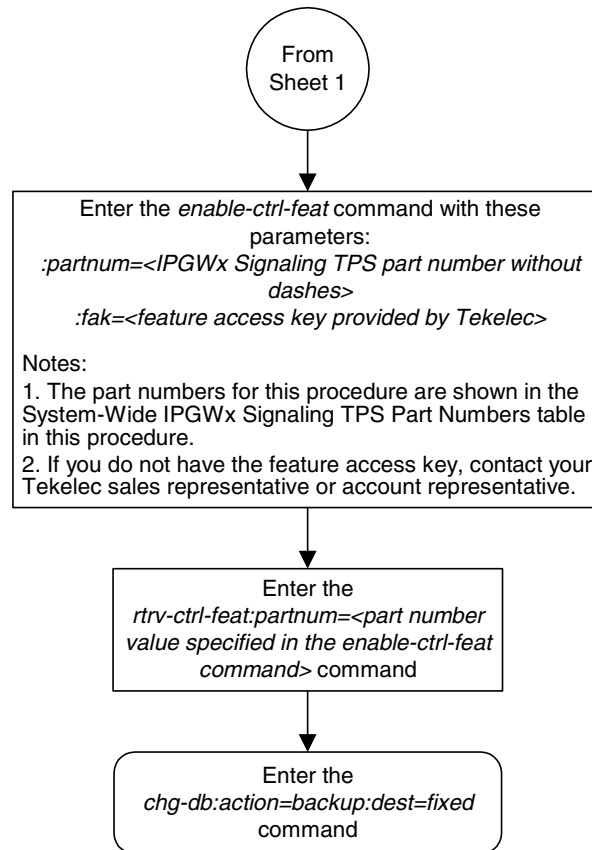 From
Sheet 1
Enter the enable-ctrl-feat command with these
parameters:
:partnum=<IPGWx Signaling TPS part number without
dashes>
:fak=<feature access key provided by Tekelec>
Notes:
1. The part numbers for this procedure are shown in the
System-Wide IPGWx Signaling TPS Part Numbers table
in this procedure.
2. If you do not have the feature access key, contact your
Tekelec sales representative or account representative.
Enter the
rtrv-ctrl-feat:partnum=<part number
value specified in the enable-ctrl-feat
command> command
Enter the
chg-db:action=backup:dest=fixed
command